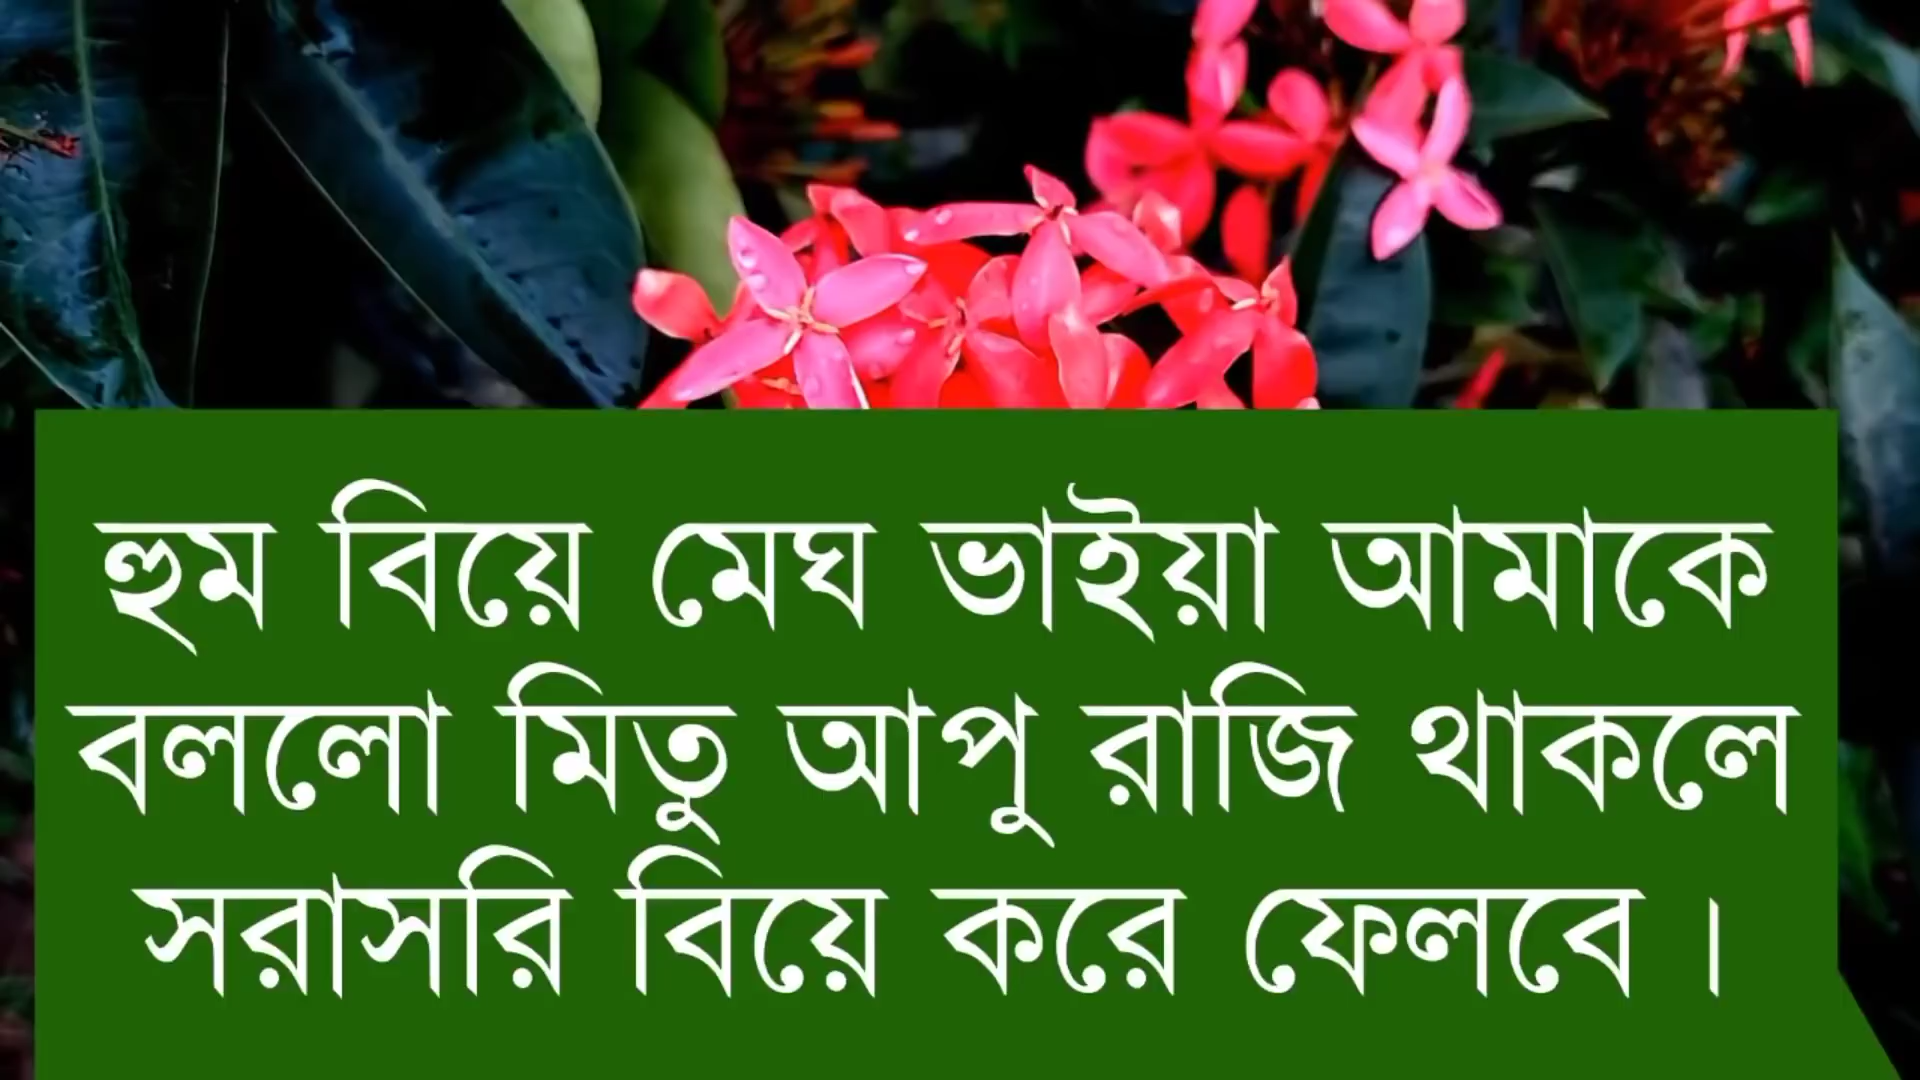 হুম বিয়ে মেঘ ভাইয়া আমাকে
বললো মিতু আপু রাজি থাকলে
সরাসরি বিয়ে করে ফেলবে ।